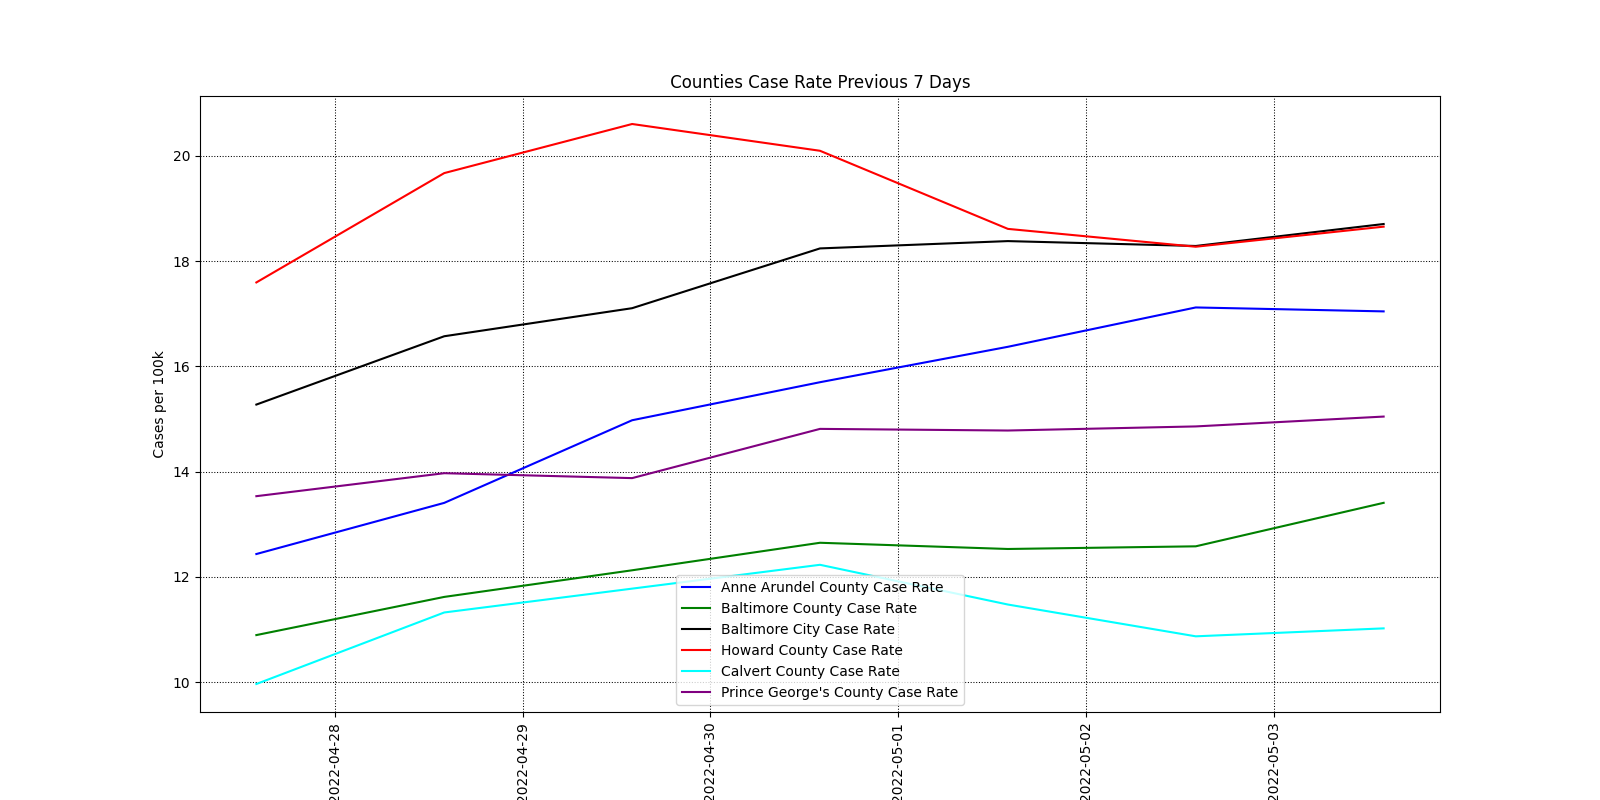 Counties Case Rate Previous 7 Days
Cases per 100k
20
18
16
14
12
10
Anne Arundel County Case Rate
Baltimore County Case Rate
Baltimore City Case Rate
Howard County Case Rate
Calvert County Case Rate
Prince George's County Case Rate
2022-04-28
2022-04-29
2022-04-30
2022-05-01
2022-05-02
2022-05-03